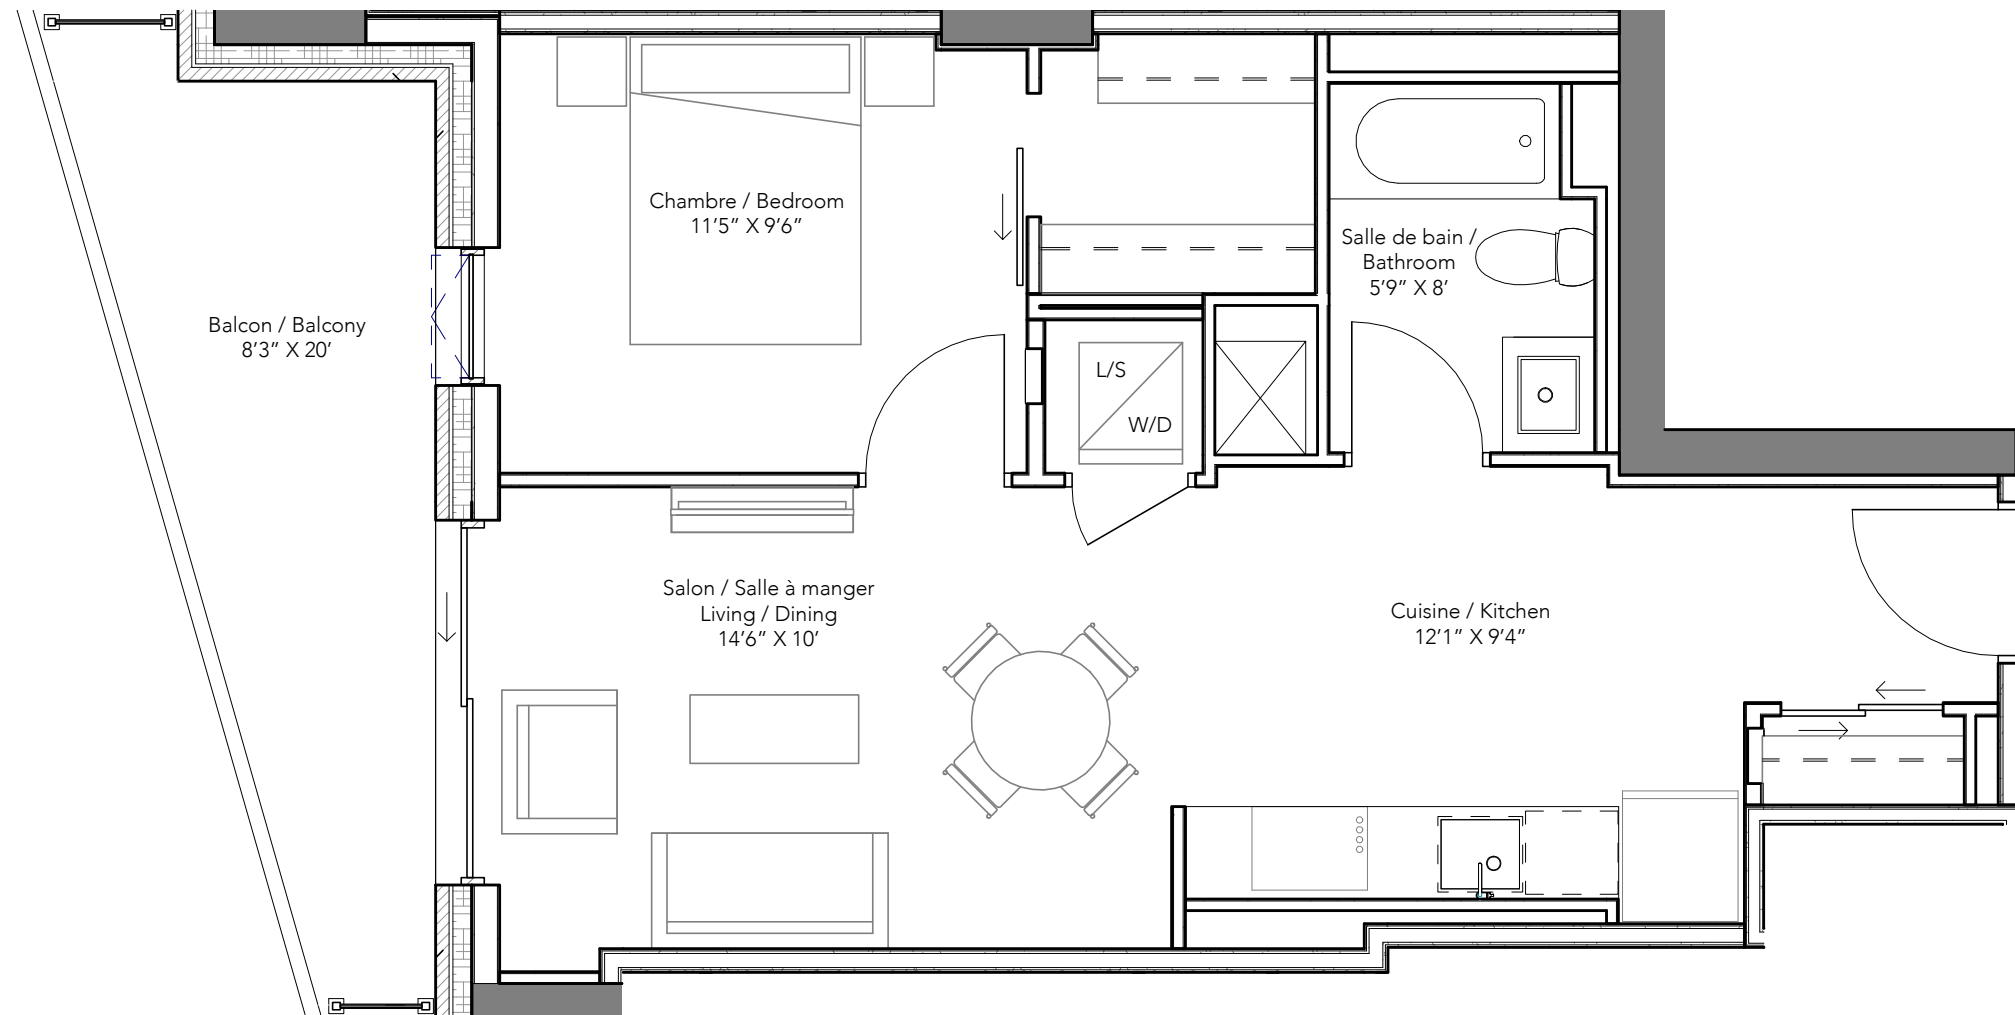 Chambre / Bedroom
11’5” X 9’6”
Salle de bain /
Bathroom
5’9” X 8’
Balcon / Balcony
8’3” X 20’
L/S
W/D
Salon / Salle à manger
Living / Dining
14’6” X 10’
Cuisine / Kitchen
12’1” X 9’4”